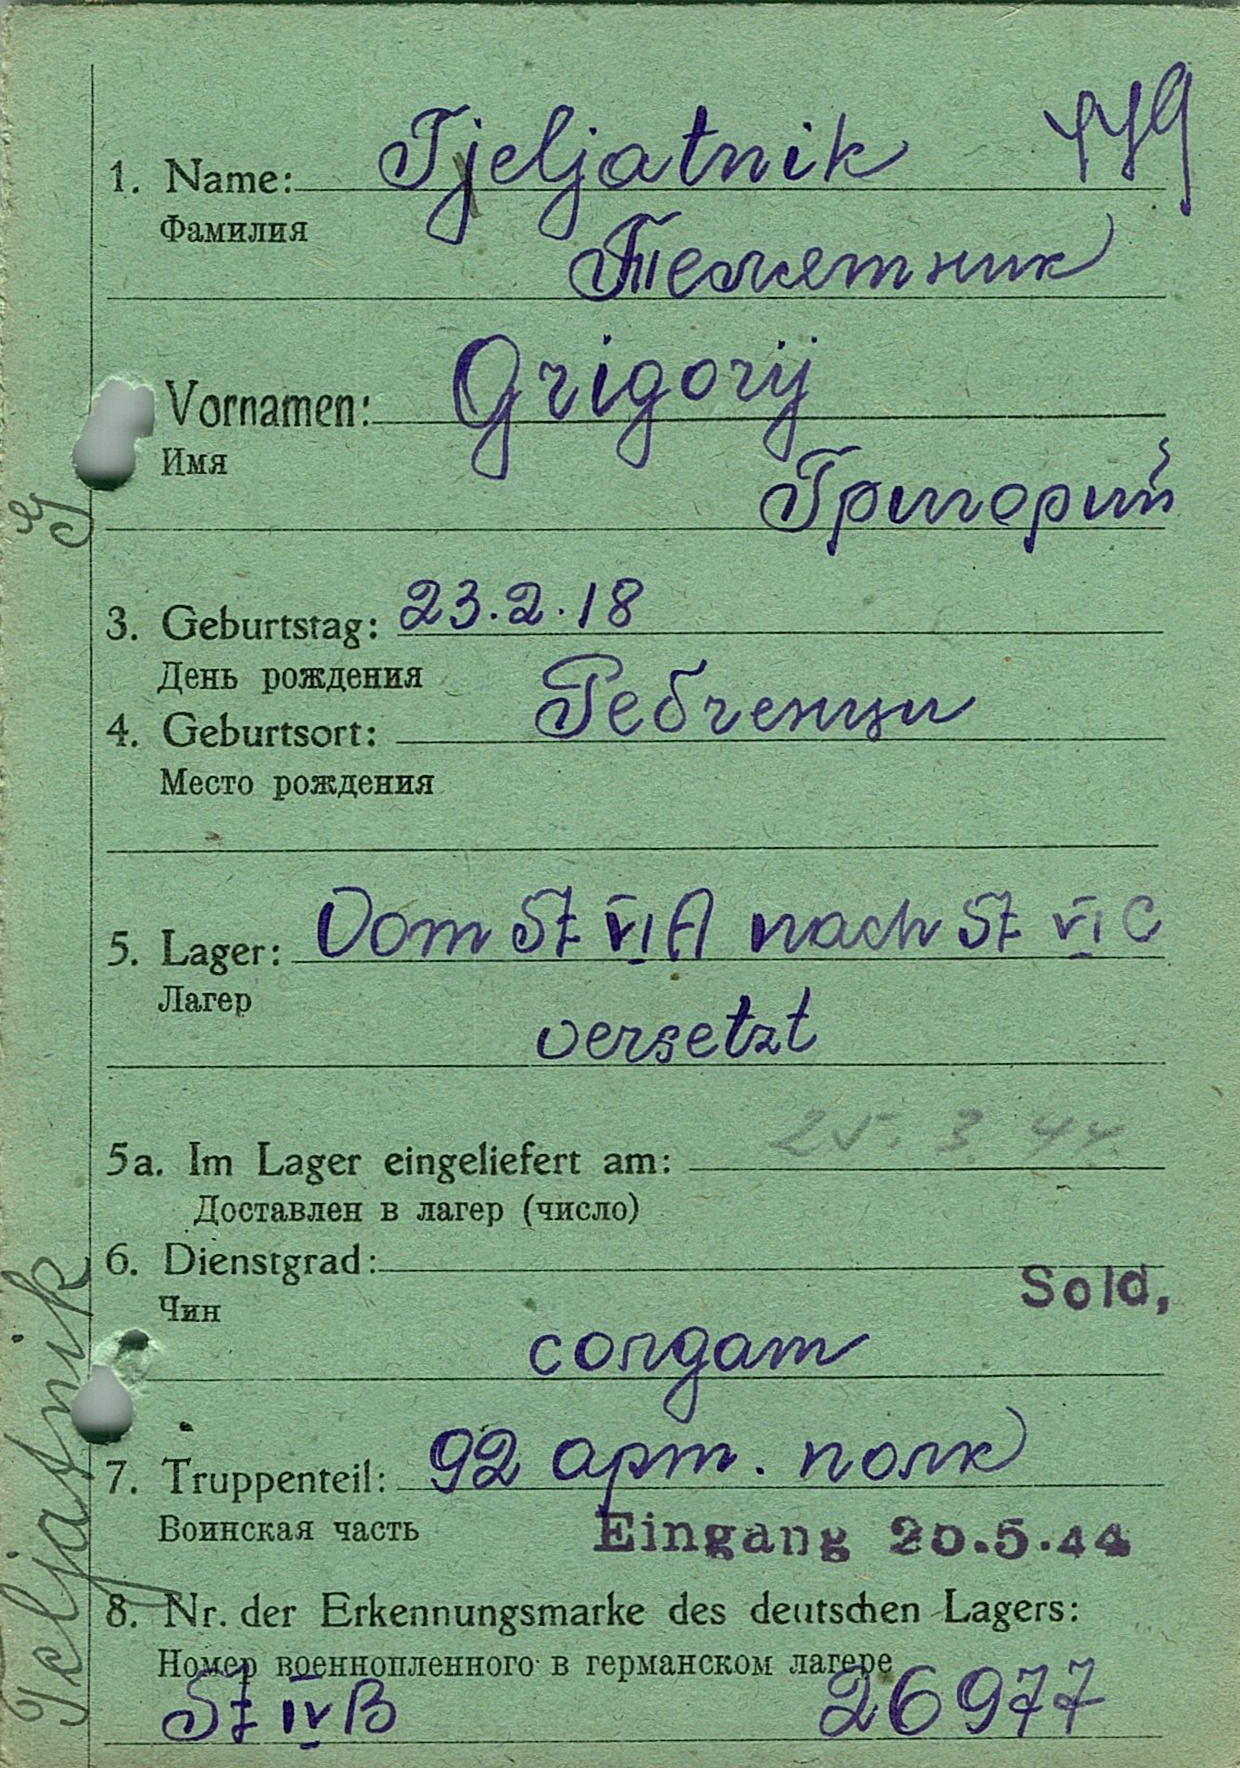 1. Name: Tjeljatnik 449
Фамилия
Телятник
Vornamen: Grigorij
Имя
Григорий
3. Geburtstag: 23.2.18
День рождения
4. Geburtsort: Гебченци
Место рождения
5. Lager: Vom St VI A nach St VI C
Лагер
versetzt
5a. Im Lager eingeliefert am: 25. 3. 44.
Доставлен в лагер (число)
6. Dienstgrad: Sold,
Чин
солдат
7. Truppenteil: 92 арт. полк
Воинская часть
Eingang 20.5.44
8. Nr. der Erkennungsmarke des deutschen Lagers:
Номер военнопленного в германском лагере
St IV B 26977
Teljatnik G